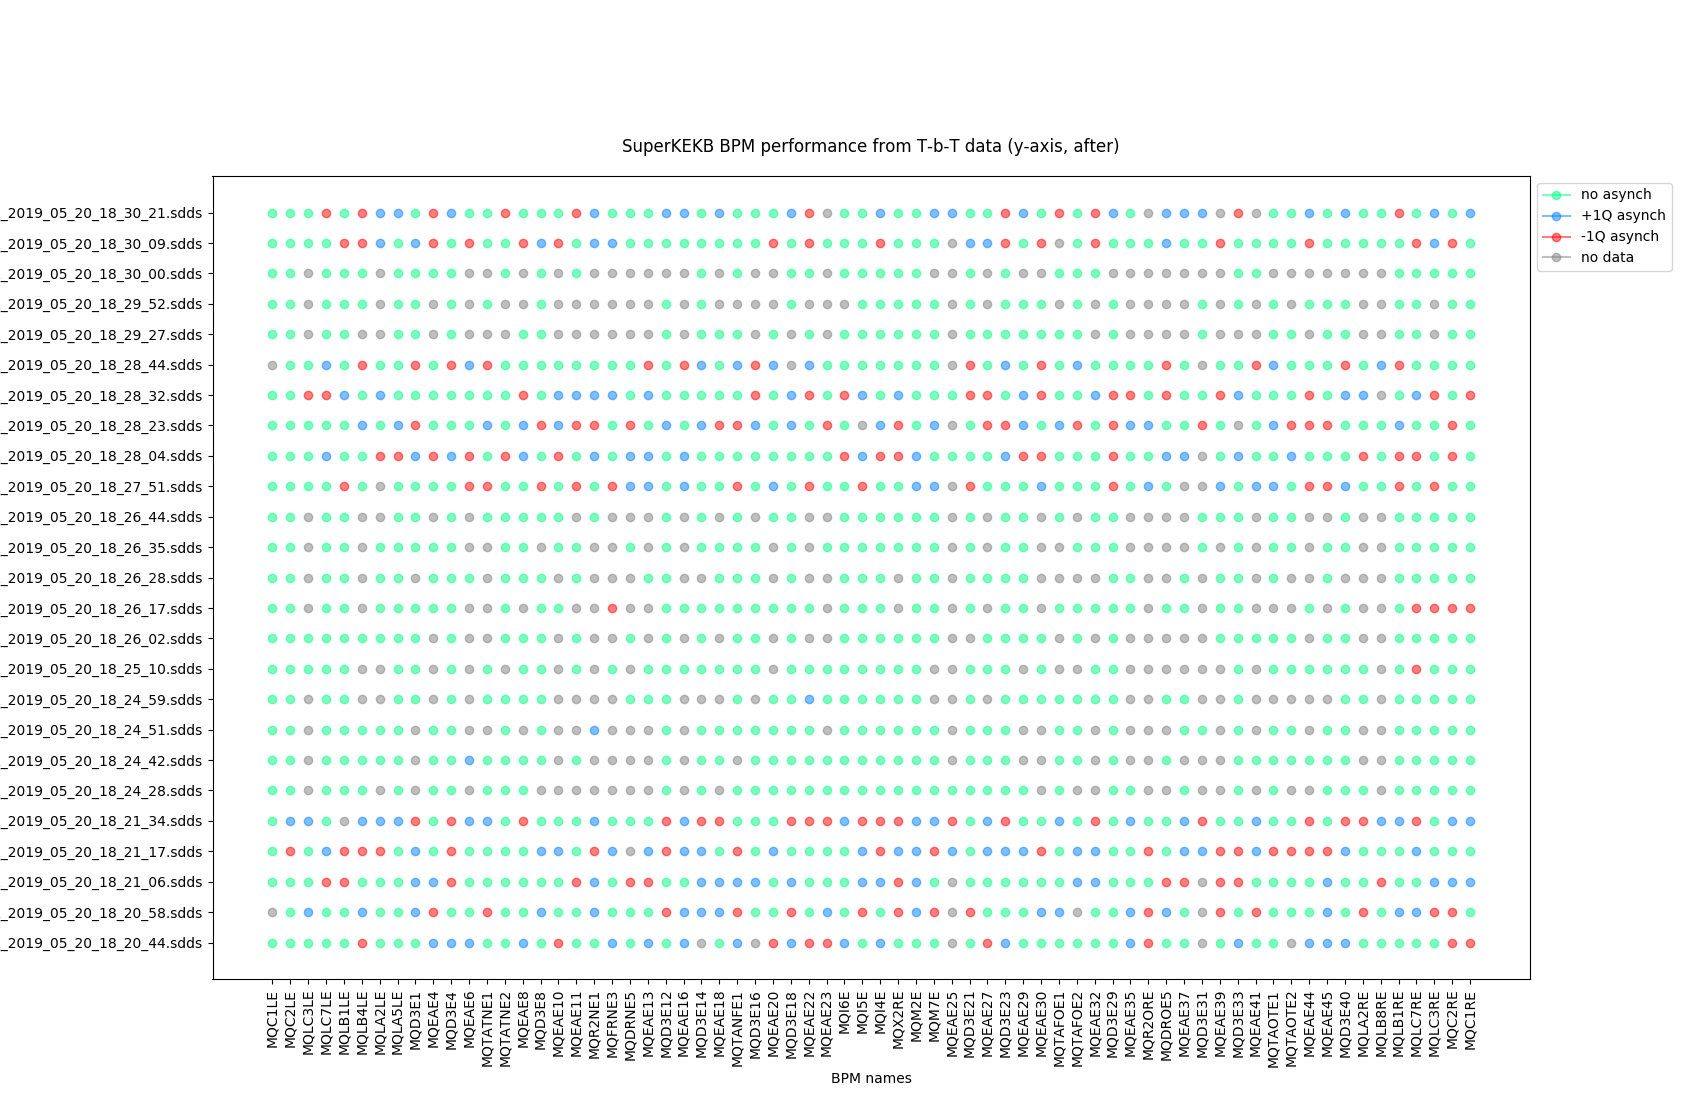 SuperKEKB BPM performance from T-b-T data (y-axis, after)
no asynch
+1Q asynch
-1Q asynch
no data
_2019_05_20_18_30_21.sdds
_2019_05_20_18_30_09.sdds
_2019_05_20_18_30_00.sdds
_2019_05_20_18_29_52.sdds
_2019_05_20_18_29_27.sdds
_2019_05_20_18_28_44.sdds
_2019_05_20_18_28_32.sdds
_2019_05_20_18_28_23.sdds
_2019_05_20_18_28_04.sdds
_2019_05_20_18_27_51.sdds
_2019_05_20_18_26_44.sdds
_2019_05_20_18_26_35.sdds
_2019_05_20_18_26_28.sdds
_2019_05_20_18_26_17.sdds
_2019_05_20_18_26_02.sdds
_2019_05_20_18_25_10.sdds
_2019_05_20_18_24_59.sdds
_2019_05_20_18_24_51.sdds
_2019_05_20_18_24_42.sdds
_2019_05_20_18_24_28.sdds
_2019_05_20_18_21_34.sdds
_2019_05_20_18_21_17.sdds
_2019_05_20_18_21_06.sdds
_2019_05_20_18_20_58.sdds
_2019_05_20_18_20_44.sdds
MQC1LE
MQC2LE
MQLC3LE
MQLC7LE
MQLB1LE
MQLB4LE
MQLA2LE
MQLA5LE
MQD3E1
MQEAE4
MQD3E4
MQEAE6
MQTATNE1
MQTATNE2
MQEAE8
MQD3E8
MQEAE10
MQEAE11
MQR2NE1
MQFRNE3
MQDRNE5
MQEAE13
MQD3E12
MQEAE16
MQD3E14
MQEAE18
MQTANFE1
MQD3E16
MQEAE20
MQD3E18
MQEAE22
MQEAE23
MQI6E
MQI5E
MQI4E
MQX2RE
MQM2E
MQM7E
MQEAE25
MQD3E21
MQEAE27
MQD3E23
MQEAE29
MQEAE30
MQTAFOE1
MQTAFOE2
MQEAE32
MQD3E29
MQEAE35
MQR2ORE
MQDROE5
MQEAE37
MQD3E31
MQEAE39
MQD3E33
MQEAE41
MQTAOTE1
MQTAOTE2
MQEAE44
MQEAE45
MQD3E40
MQLA2RE
MQLB8RE
MQLB1RE
MQLC7RE
MQLC3RE
MQC2RE
MQC1RE
BPM names